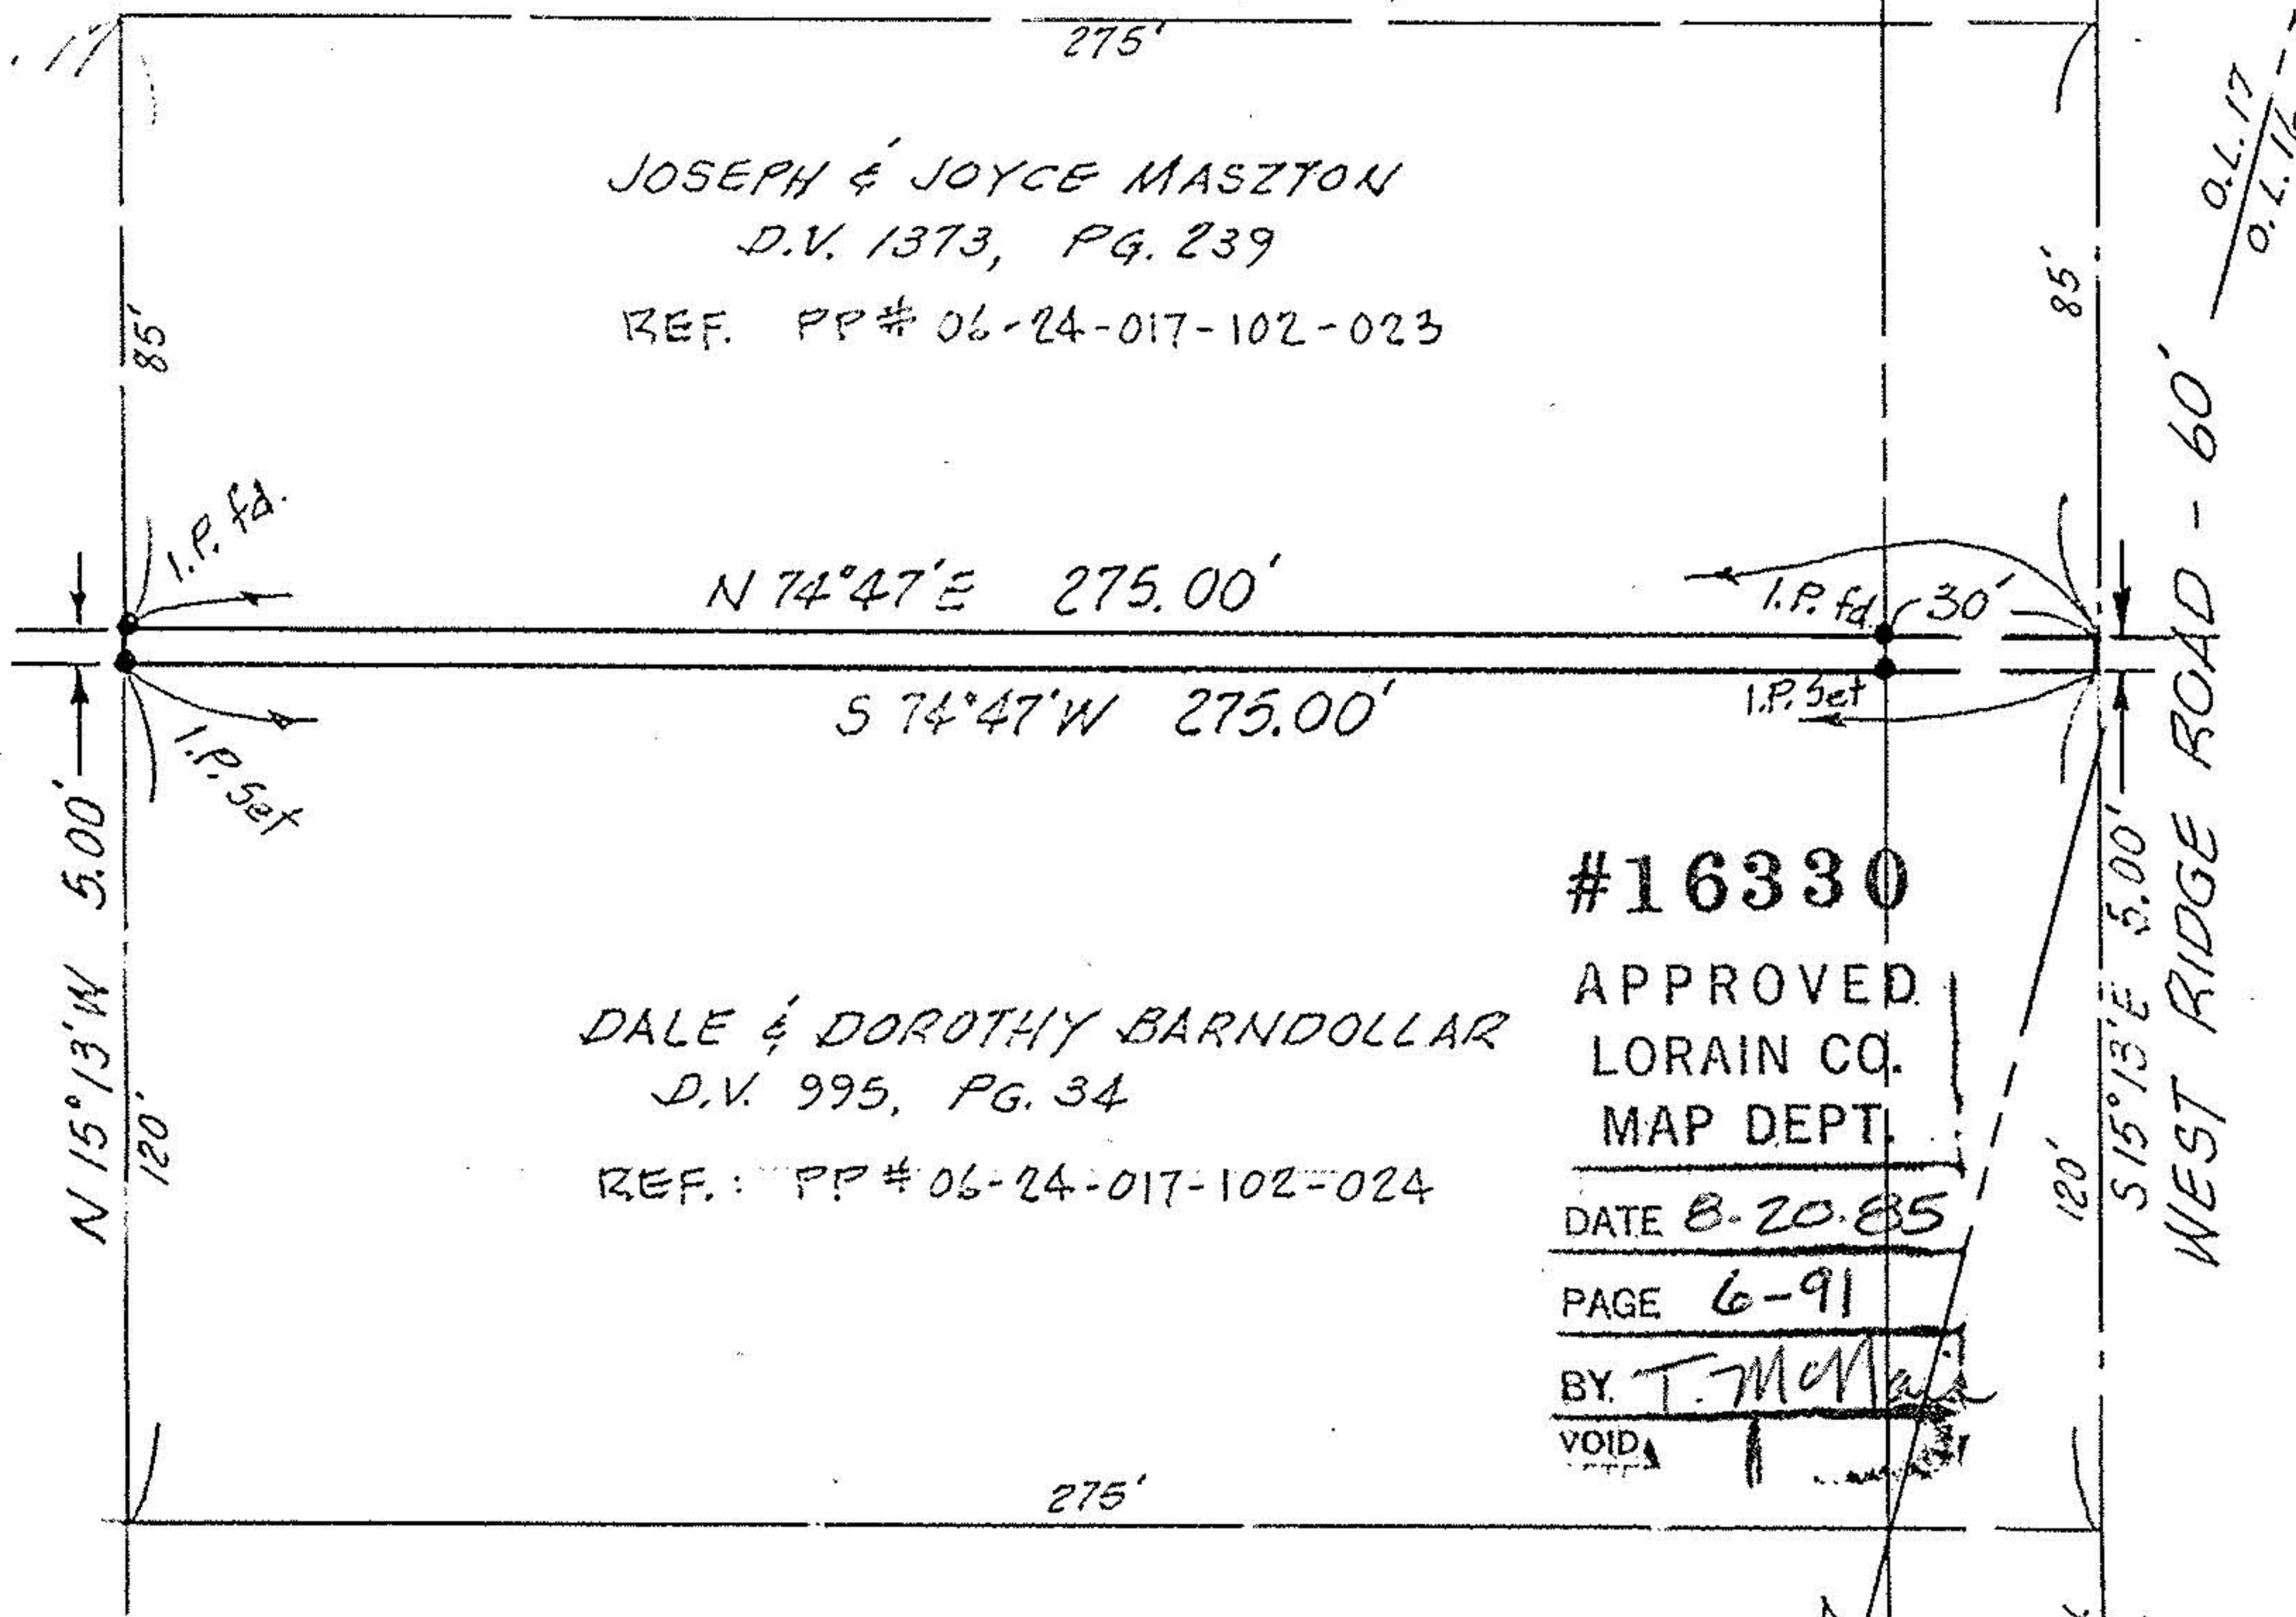 .17
275'
O.L. 17
O.L. 16
JOSEPH & JOYCE MASZTON
D.V. 1373, PG. 239
REF. PP# 06-24-017-102-023
85'
85'
I.P. fd.
N 74°47'E 275.00'
I.P. fd.
30'
S 74°47'W 275.00'
I.P. Set
I.P. Set
N 15°13'W 5.00'
S 15°13'E 5.00'
WEST RIDGE ROAD - 60'
DALE & DOROTHY BARNDOLLAR
D.V. 995, PG. 34
REF.: PP# 06-24-017-102-024
120'
120'
#16330
APPROVED
LORAIN CO.
MAP DEPT.
DATE 8-20-85
PAGE 6-91
BY T.
VOID
275'